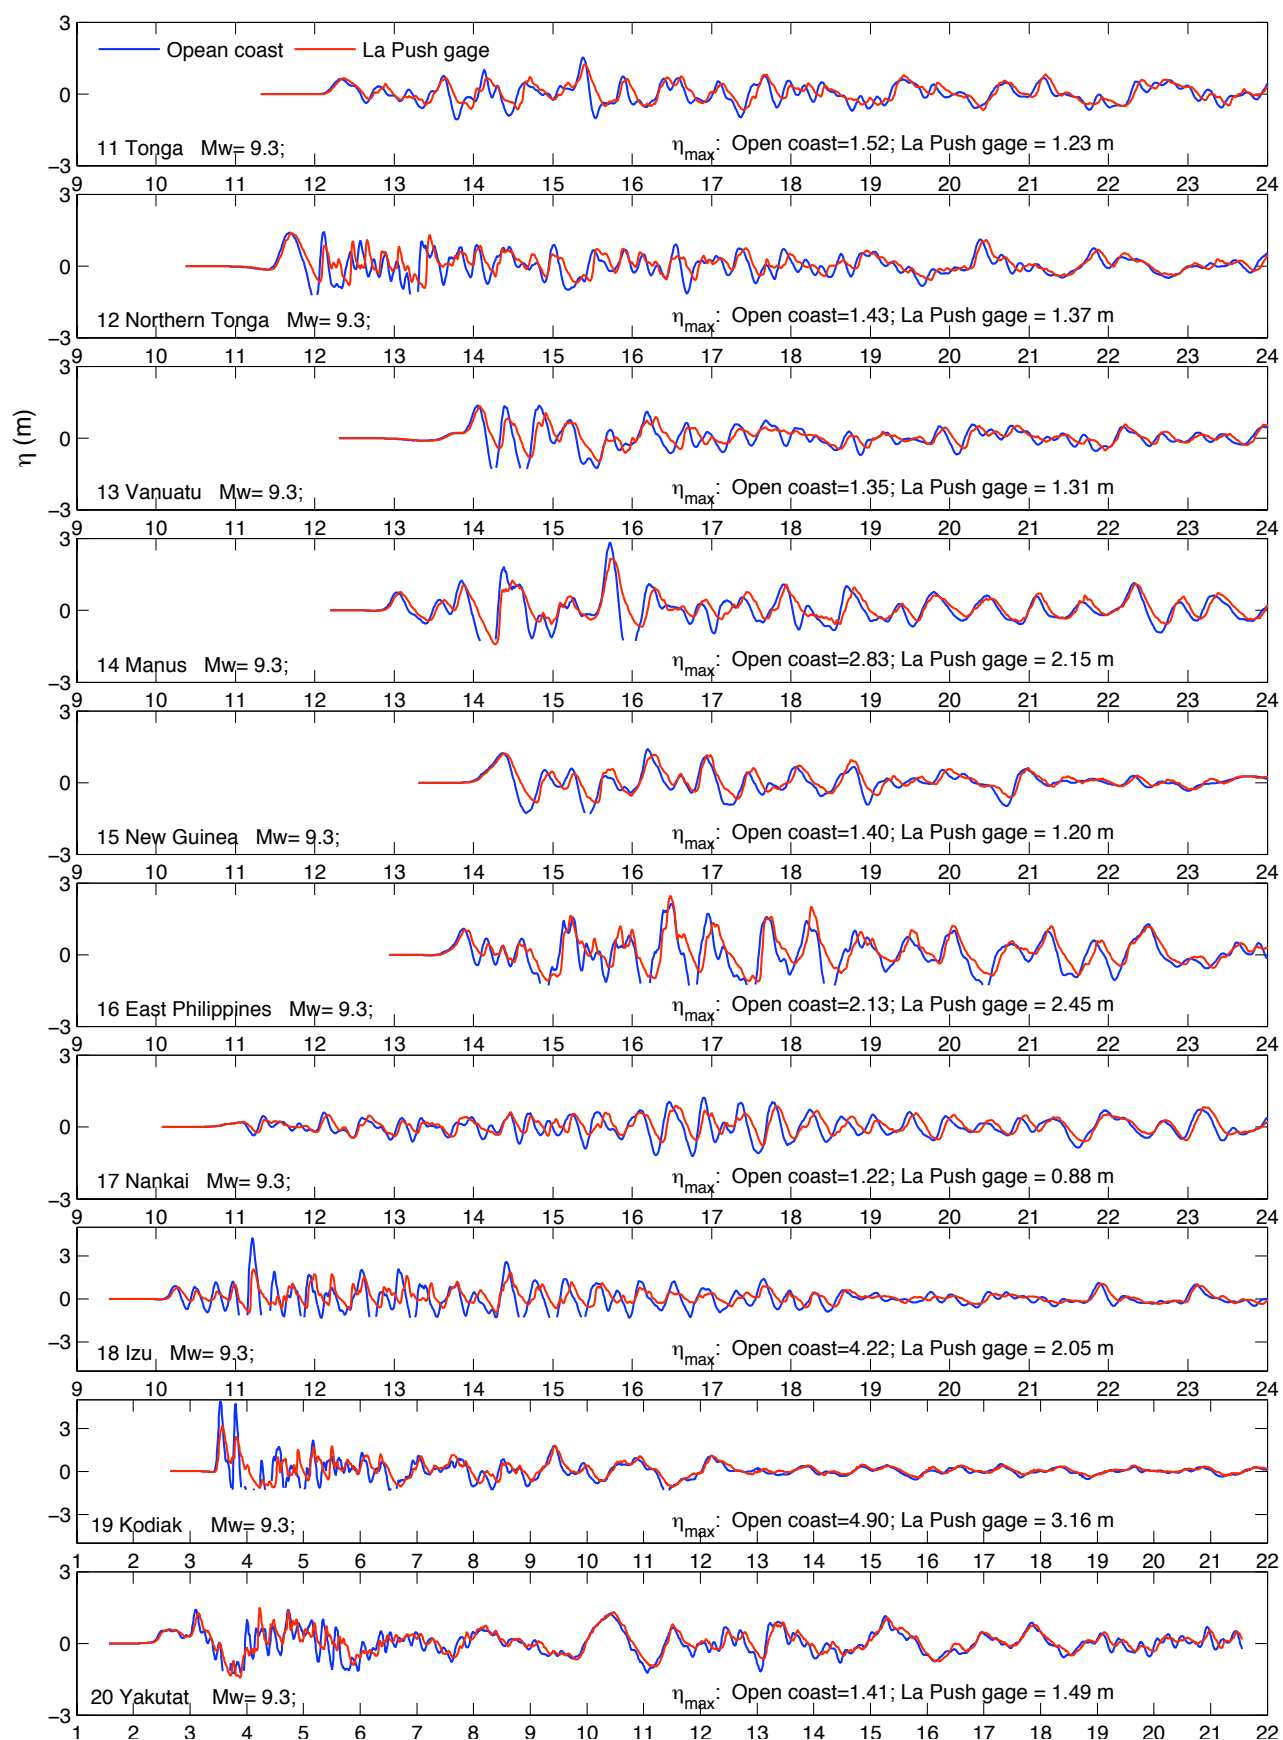 3
Opean coast La Push gage
0
11 Tonga Mw= 9.3; ηmax: Open coast=1.52; La Push gage = 1.23 m
−3
9 10 11 12 13 14 15 16 17 18 19 20 21 22 23 24
3
0
12 Northern Tonga Mw= 9.3; ηmax: Open coast=1.43; La Push gage = 1.37 m
−3
9 10 11 12 13 14 15 16 17 18 19 20 21 22 23 24
3
0
η (m)
13 Vanuatu Mw= 9.3; ηmax: Open coast=1.35; La Push gage = 1.31 m
−3
9 10 11 12 13 14 15 16 17 18 19 20 21 22 23 24
3
0
14 Manus Mw= 9.3; ηmax: Open coast=2.83; La Push gage = 2.15 m
−3
9 10 11 12 13 14 15 16 17 18 19 20 21 22 23 24
3
0
15 New Guinea Mw= 9.3; ηmax: Open coast=1.40; La Push gage = 1.20 m
−3
9 10 11 12 13 14 15 16 17 18 19 20 21 22 23 24
3
0
16 East Philippines Mw= 9.3; ηmax: Open coast=2.13; La Push gage = 2.45 m
−3
9 10 11 12 13 14 15 16 17 18 19 20 21 22 23 24
3
0
17 Nankai Mw= 9.3; ηmax: Open coast=1.22; La Push gage = 0.88 m
−3
9 10 11 12 13 14 15 16 17 18 19 20 21 22 23 24
3
0
−3
18 Izu Mw= 9.3; ηmax: Open coast=4.22; La Push gage = 2.05 m
9 10 11 12 13 14 15 16 17 18 19 20 21 22 23 24
3
0
−3
19 Kodiak Mw= 9.3; ηmax: Open coast=4.90; La Push gage = 3.16 m
1 2 3 4 5 6 7 8 9 10 11 12 13 14 15 16 17 18 19 20 21 22
3
0
20 Yakutat Mw= 9.3; ηmax: Open coast=1.41; La Push gage = 1.49 m
−3
1 2 3 4 5 6 7 8 9 10 11 12 13 14 15 16 17 18 19 20 21 22